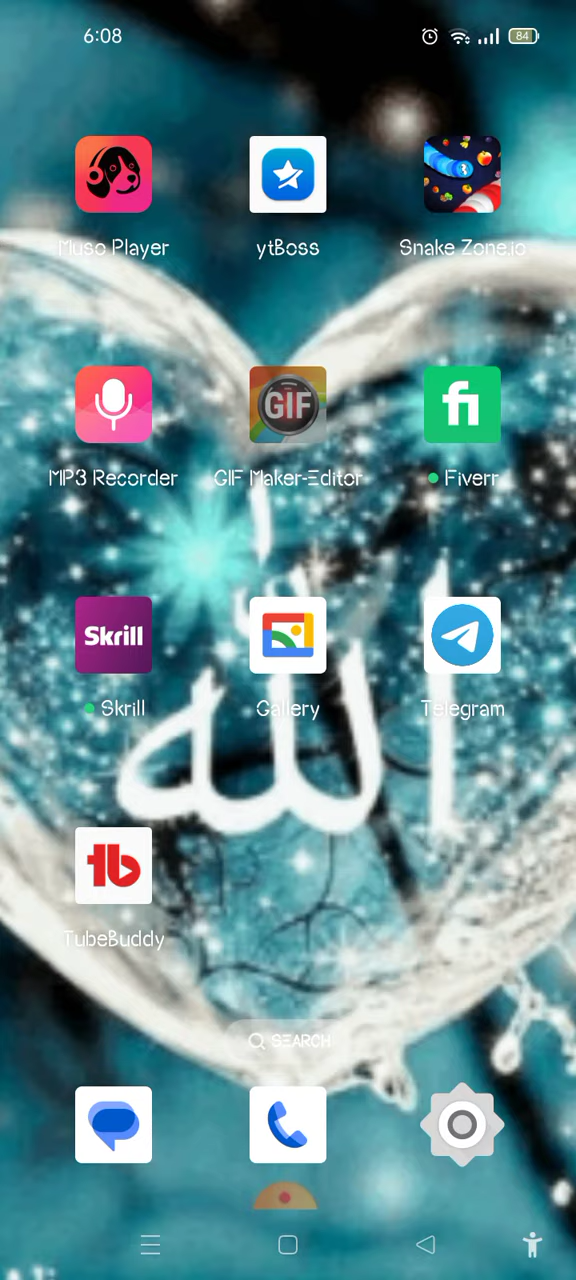 6:08
84
Muso Player
ytBoss
Snake Zone.io
MP3 Recorder
GIF
GIF Maker-Editor
fi
Fiverr
Skrill
Skrill
Gallery
Telegram
الله
tb
TubeBuddy
SEARCH